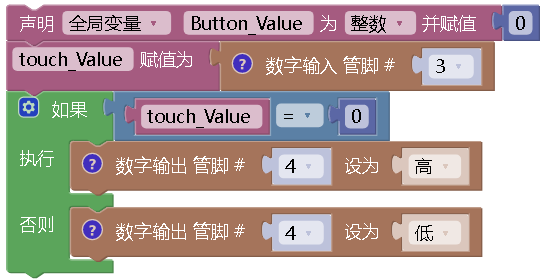 声明 全局变量 Button_Value 为 整数 并赋值 0
touch_Value 赋值为 ? 数字输入 管脚 # 3
如果 touch_Value = 0
执行 ? 数字输出 管脚 # 4 设为 高
否则 ? 数字输出 管脚 # 4 设为 低